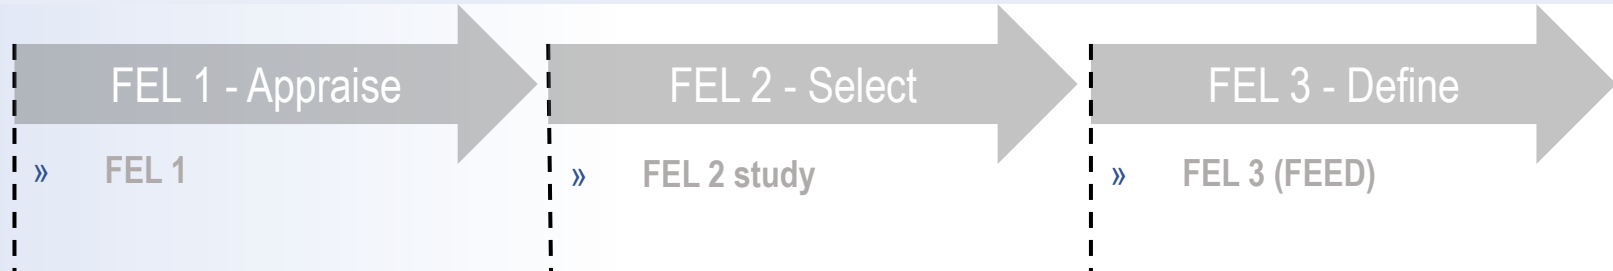 FEL 1 - Appraise
FEL 2 - Select
FEL 3 - Define
» FEL 1
» FEL 2 study
» FEL 3 (FEED)